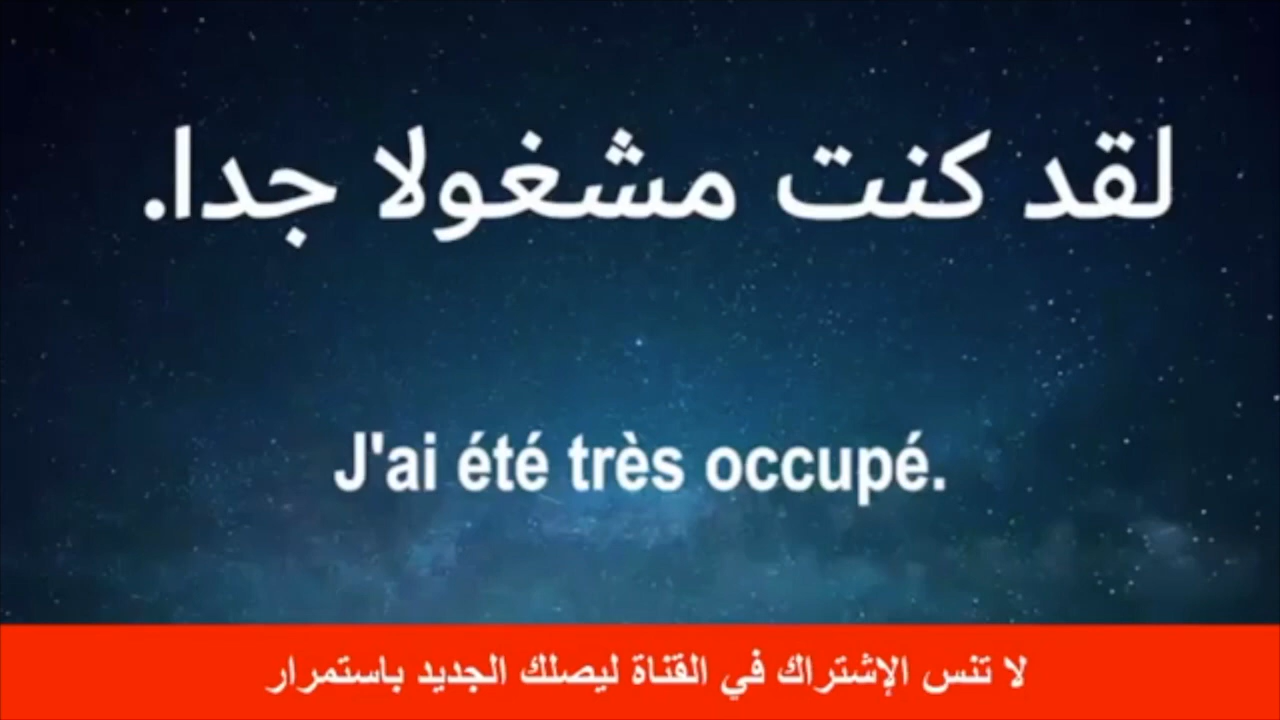 لقد كنت مشغولا جدا.
J'ai été très occupé.
لا تنس الإشتراك في القناة ليصلك الجديد باستمرار